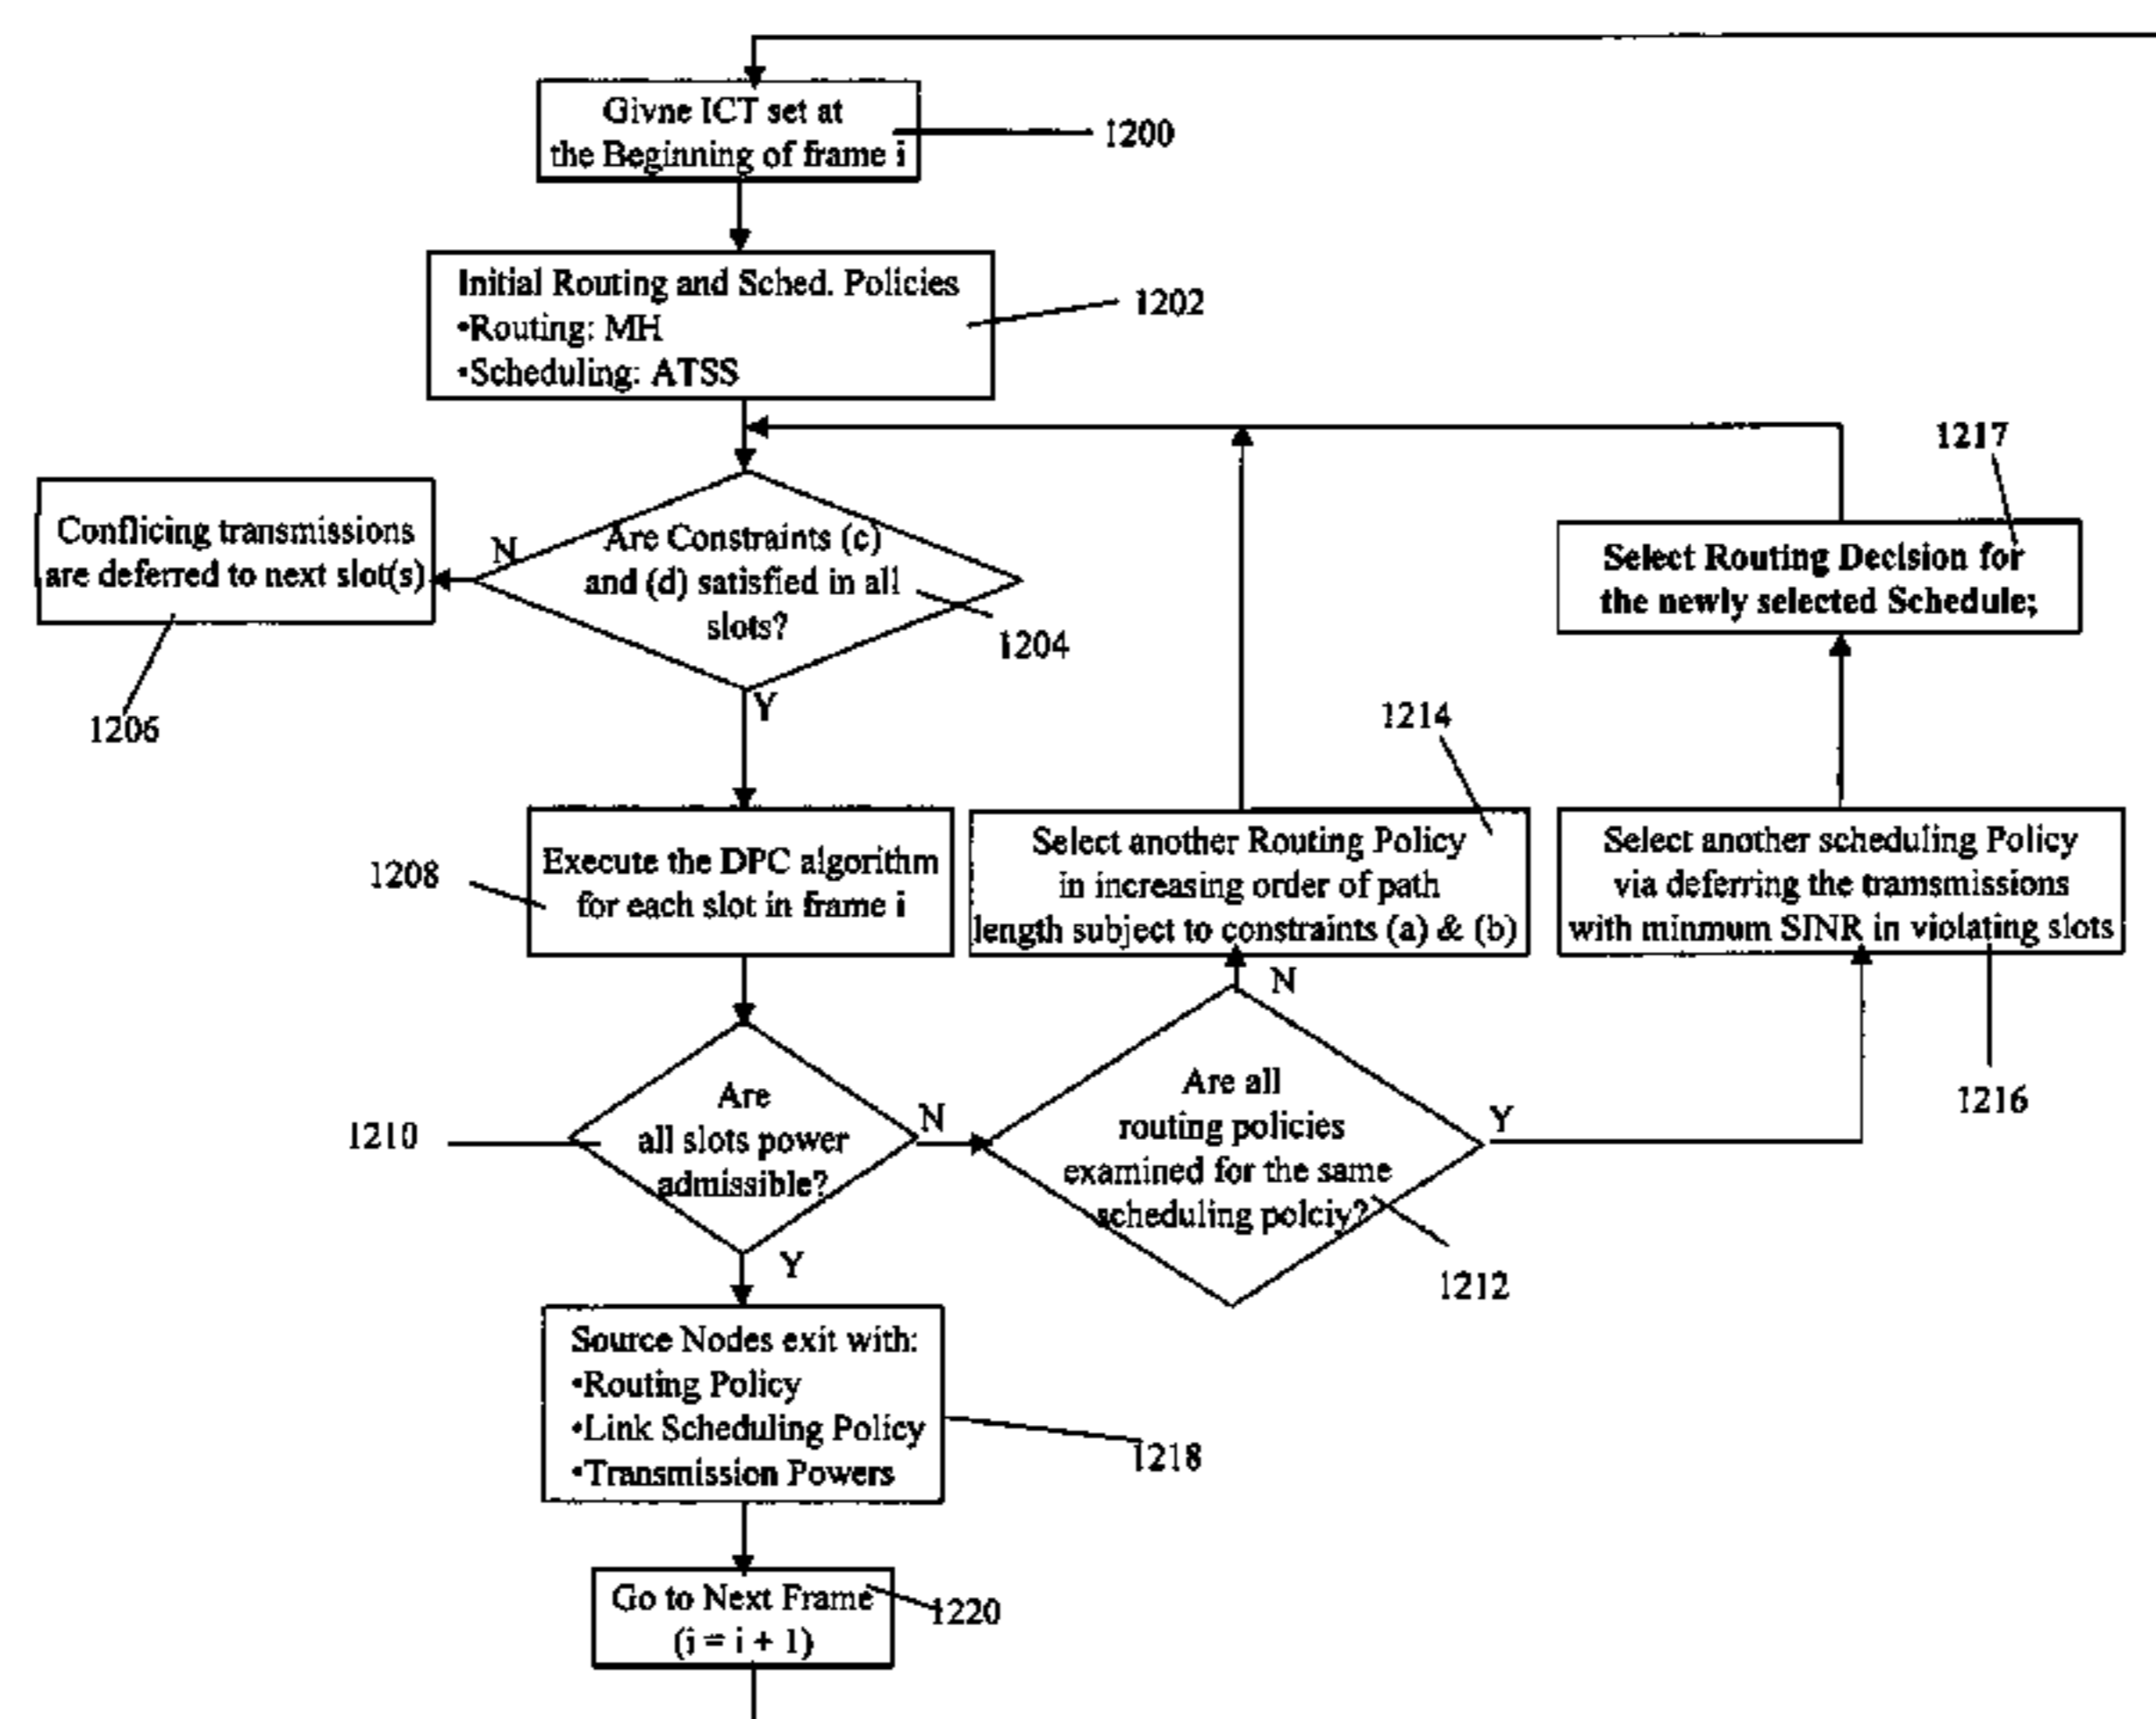 Givne ICT set at
the Beginning of frame i
1200
Initial Routing and Sched. Policies
•Routing: MH
•Scheduling: ATSS
1202
1217
Conflicing transmissions
are deferred to next slot(s)
N
Are Constraints (c)
and (d) satisfied in all
slots?
1204
Select Routing Decision for
the newly selected Schedule;
1206
Y
1214
1208
Execute the DPC algorithm
for each slot in frame i
Select another Routing Policy
in increasing order of path
length subject to constraints (a) & (b)
Select another scheduling Policy
via deferring the tramsmissions
with minmum SINR in violating slots
N
1210
Are
all slots power
admissible?
N
Are all
routing policies
examined for the same
scheduling polciy?
Y
1216
1212
Y
Source Nodes exit with:
•Routing Policy
•Link Scheduling Policy
•Transmission Powers
1218
Go to Next Frame
(i = i + 1)
1220